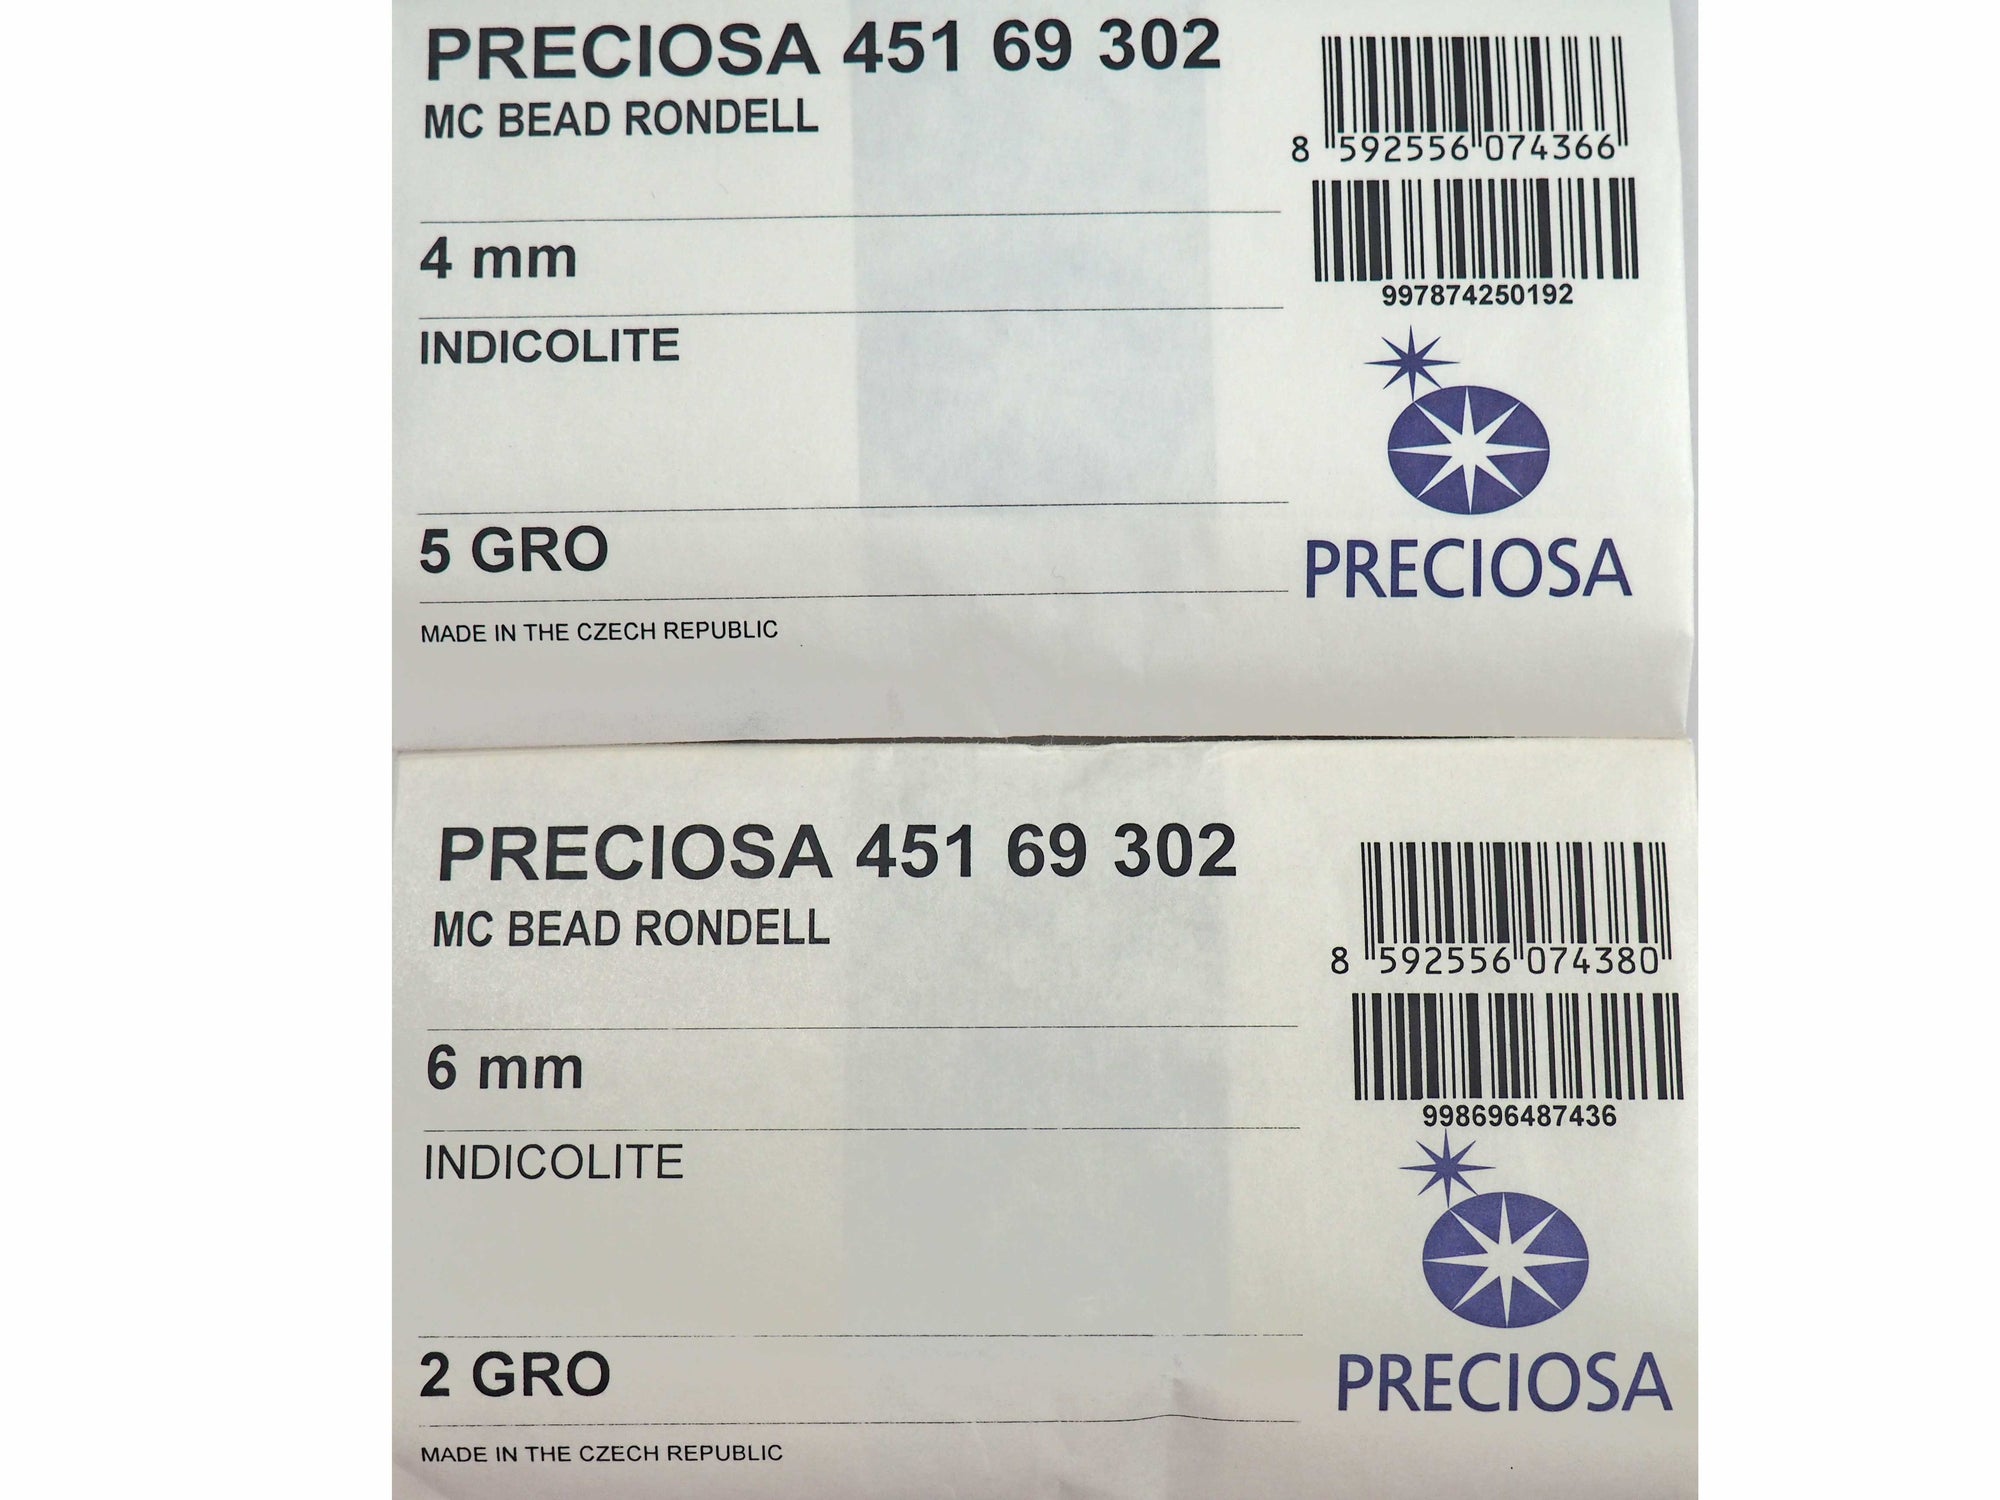 PRECIOSA 451 69 302
MC BEAD RONDELL
8 592556 074366
4 mm
997874250192
INDICOLITE
5 GRO
PRECIOSA
MADE IN THE CZECH REPUBLIC
PRECIOSA 451 69 302
MC BEAD RONDELL
8 592556 074380
6 mm
998696487436
INDICOLITE
2 GRO
PRECIOSA
MADE IN THE CZECH REPUBLIC